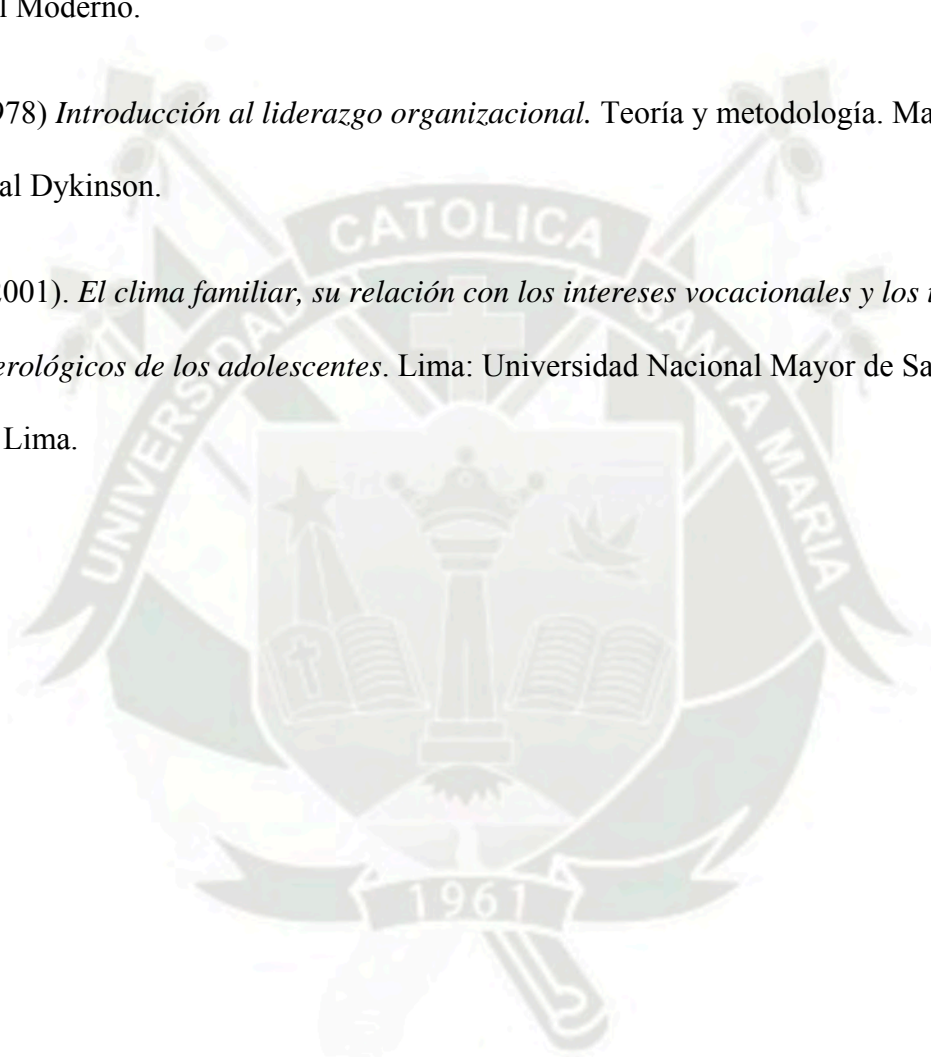 l Moderno.
978) Introducción al liderazgo organizacional. Teoría y metodología. Ma
al Dykinson.
2001). El clima familiar, su relación con los intereses vocacionales y los
erológicos de los adolescentes. Lima: Universidad Nacional Mayor de Sa
Lima.
UNIVERSIDAD CATOLICA SANTA MARIA
1961